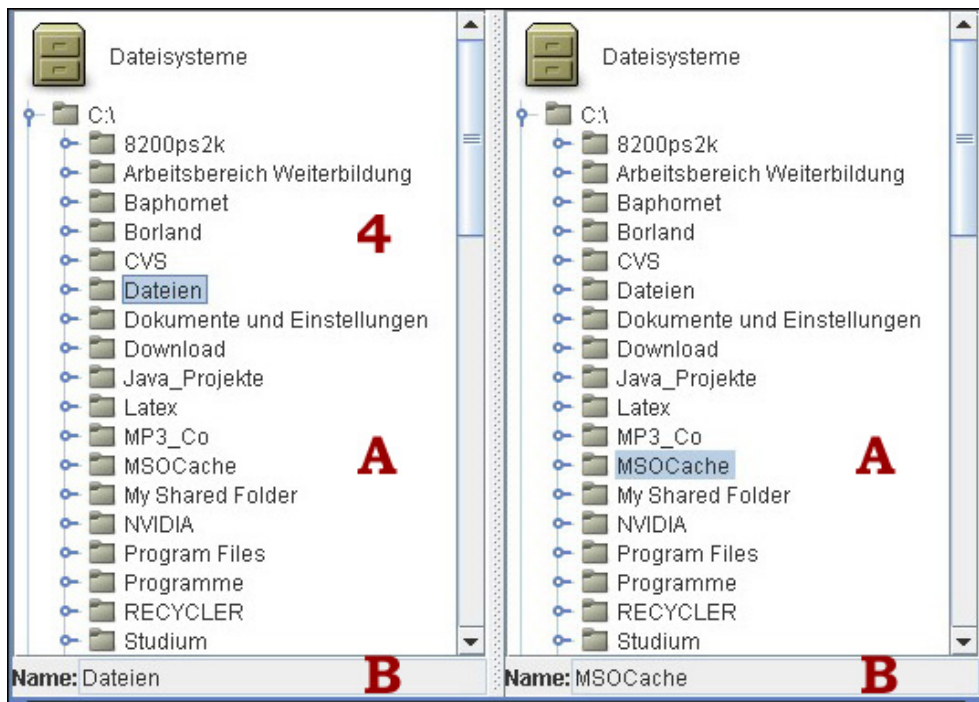 Dateisysteme
C:\
8200ps2k
Arbeitsbereich Weiterbildung
Baphomet
Borland
4
CVS
Dateien
Dokumente und Einstellungen
Download
Java_Projekte
Latex
MP3_Co
A
MSOCache
My Shared Folder
NVIDIA
Program Files
Programme
RECYCLER
Studium
Name: Dateien
B
Dateisysteme
C:\
8200ps2k
Arbeitsbereich Weiterbildung
Baphomet
Borland
CVS
Dateien
Dokumente und Einstellungen
Download
Java_Projekte
Latex
MP3_Co
A
MSOCache
My Shared Folder
NVIDIA
Program Files
Programme
RECYCLER
Studium
Name: MSOCache
B